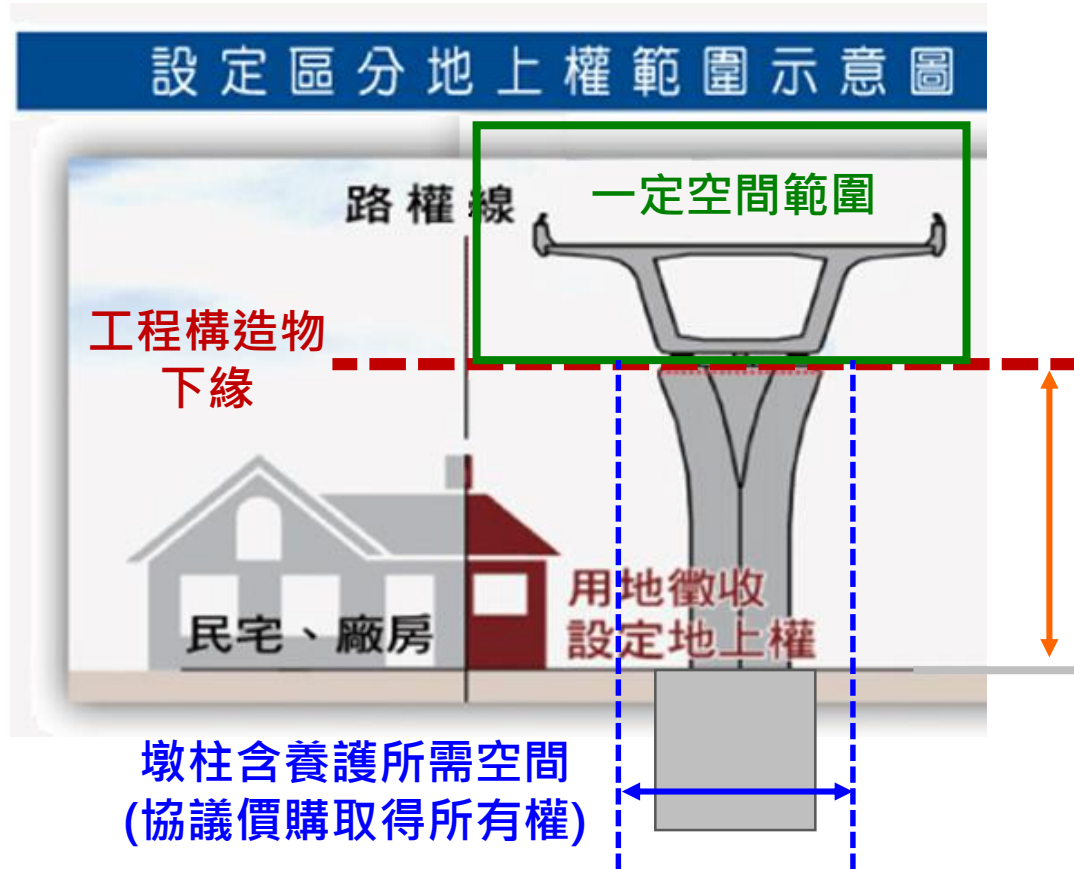 設定區分地上權範圍示意圖
路權線
一定空間範圍
工程構造物
下緣
民宅、廠房
用地徵收
設定地上權
墩柱含養護所需空間
(協議價購取得所有權)